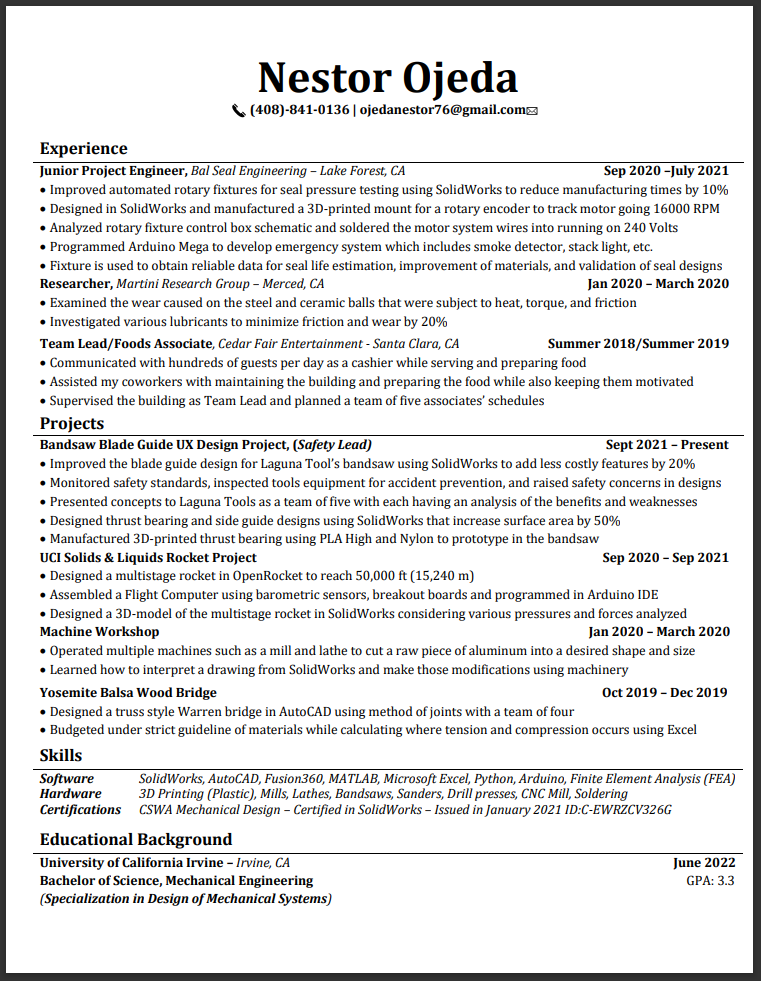 Nestor Ojeda
(408)-841-0136 | ojedanestor76@gmail.com
Experience
Junior Project Engineer, Bal Seal Engineering – Lake Forest, CA Sep 2020 –July 2021
• Improved automated rotary fixtures for seal pressure testing using SolidWorks to reduce manufacturing times by 10%
• Designed in SolidWorks and manufactured a 3D-printed mount for a rotary encoder to track motor going 16000 RPM
• Analyzed rotary fixture control box schematic and soldered the motor system wires into running on 240 Volts
• Programmed Arduino Mega to develop emergency system which includes smoke detector, stack light, etc.
• Fixture is used to obtain reliable data for seal life estimation, improvement of materials, and validation of seal designs
Researcher, Martini Research Group – Merced, CA Jan 2020 – March 2020
• Examined the wear caused on the steel and ceramic balls that were subject to heat, torque, and friction
• Investigated various lubricants to minimize friction and wear by 20%
Team Lead/Foods Associate, Cedar Fair Entertainment - Santa Clara, CA Summer 2018/Summer 2019
• Communicated with hundreds of guests per day as a cashier while serving and preparing food
• Assisted my coworkers with maintaining the building and preparing the food while also keeping them motivated
• Supervised the building as Team Lead and planned a team of five associates’ schedules
Projects
Bandsaw Blade Guide UX Design Project, (Safety Lead) Sept 2021 – Present
• Improved the blade guide design for Laguna Tool’s bandsaw using SolidWorks to add less costly features by 20%
• Monitored safety standards, inspected tools equipment for accident prevention, and raised safety concerns in designs
• Presented concepts to Laguna Tools as a team of five with each having an analysis of the benefits and weaknesses
• Designed thrust bearing and side guide designs using SolidWorks that increase surface area by 50%
• Manufactured 3D-printed thrust bearing using PLA High and Nylon to prototype in the bandsaw
UCI Solids & Liquids Rocket Project Sep 2020 – Sep 2021
• Designed a multistage rocket in OpenRocket to reach 50,000 ft (15,240 m)
• Assembled a Flight Computer using barometric sensors, breakout boards and programmed in Arduino IDE
• Designed a 3D-model of the multistage rocket in SolidWorks considering various pressures and forces analyzed
Machine Workshop Jan 2020 – March 2020
• Operated multiple machines such as a mill and lathe to cut a raw piece of aluminum into a desired shape and size
• Learned how to interpret a drawing from SolidWorks and make those modifications using machinery
Yosemite Balsa Wood Bridge Oct 2019 – Dec 2019
• Designed a truss style Warren bridge in AutoCAD using method of joints with a team of four
• Budgeted under strict guideline of materials while calculating where tension and compression occurs using Excel
Skills
Software SolidWorks, AutoCAD, Fusion360, MATLAB, Microsoft Excel, Python, Arduino, Finite Element Analysis (FEA)
Hardware 3D Printing (Plastic), Mills, Lathes, Bandsaws, Sanders, Drill presses, CNC Mill, Soldering
Certifications CSWA Mechanical Design – Certified in SolidWorks – Issued in January 2021 ID:C-EWRZCV326G
Educational Background
University of California Irvine – Irvine, CA June 2022
Bachelor of Science, Mechanical Engineering GPA: 3.3
(Specialization in Design of Mechanical Systems)